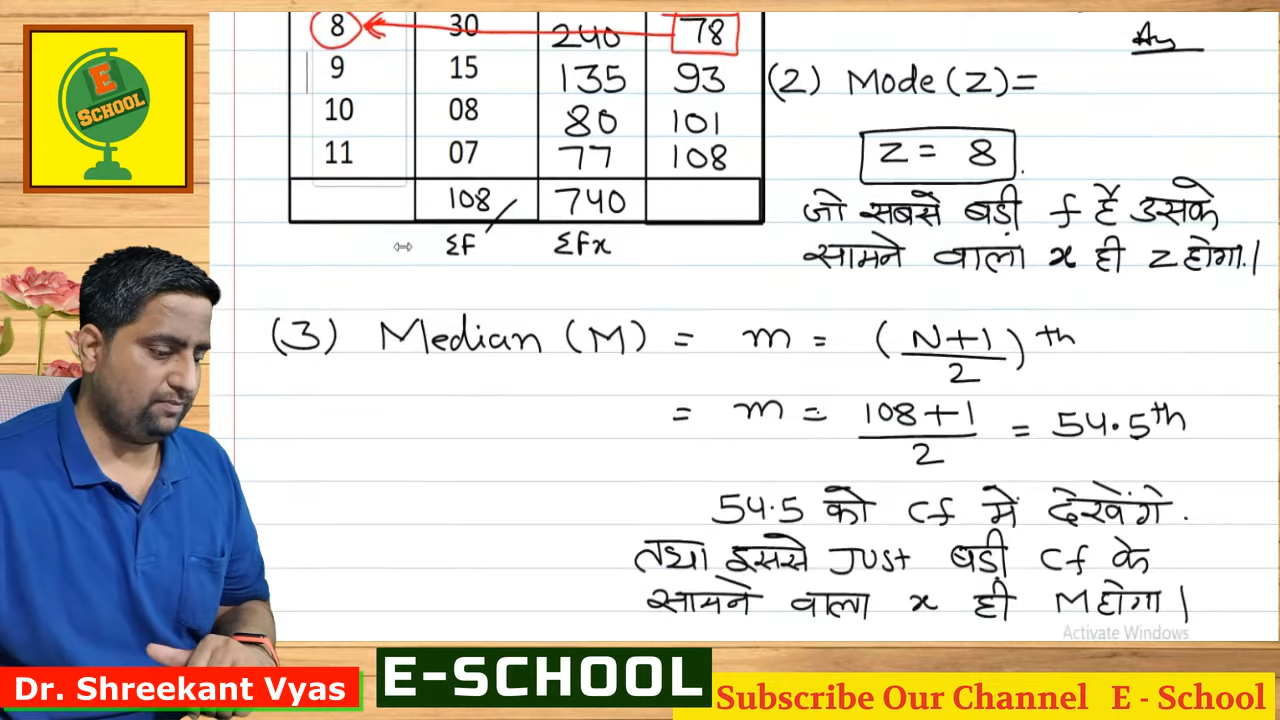 E
SCHOOL
8 30 240 78
9 15 135 93
10 08 80 101
11 07 77 108
108 740
Σf Σfx
Ans
(2) Mode (Z) =
Z = 8
जो सबसे बड़ी f है उसके
सामने वाला x ही Z होगा।
(3) Median (M) = m = (N+1/2)th
= m = 108+1/2 = 54.5th
54.5 को Cf में देखेंगे.
तथा इससे Just बड़ी Cf के
सामने वाला x ही M होगा।
Activate Windows
Dr. Shreekant Vyas
E-SCHOOL
Subscribe Our Channel E - School